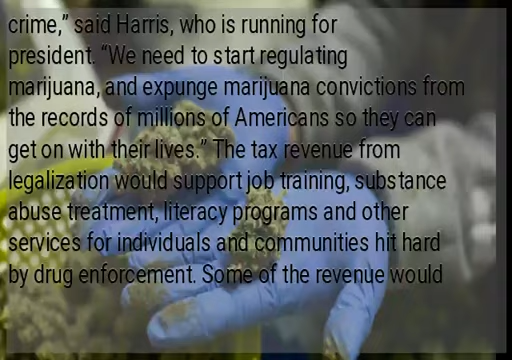 crime,” said Harris, who is running for
president. “We need to start regulating
marijuana, and expunge marijuana convictions from
the records of millions of Americans so they can
get on with their lives.” The tax revenue from
legalization would support job training, substance
abuse treatment, literacy programs and other
services for individuals and communities hit hard
by drug enforcement. Some of the revenue would